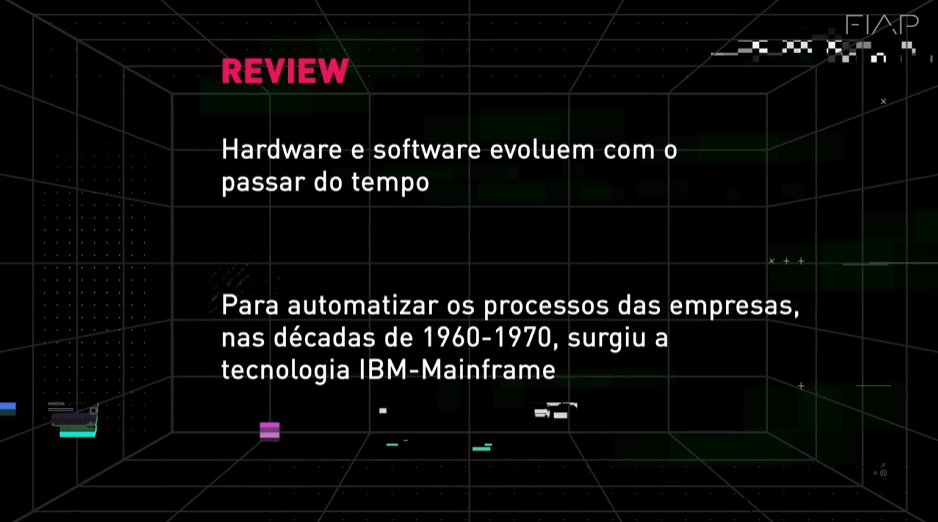 FIAP
REVIEW
Hardware e software evoluem com o
passar do tempo
Para automatizar os processos das empresas,
nas décadas de 1960-1970, surgiu a
tecnologia IBM-Mainframe